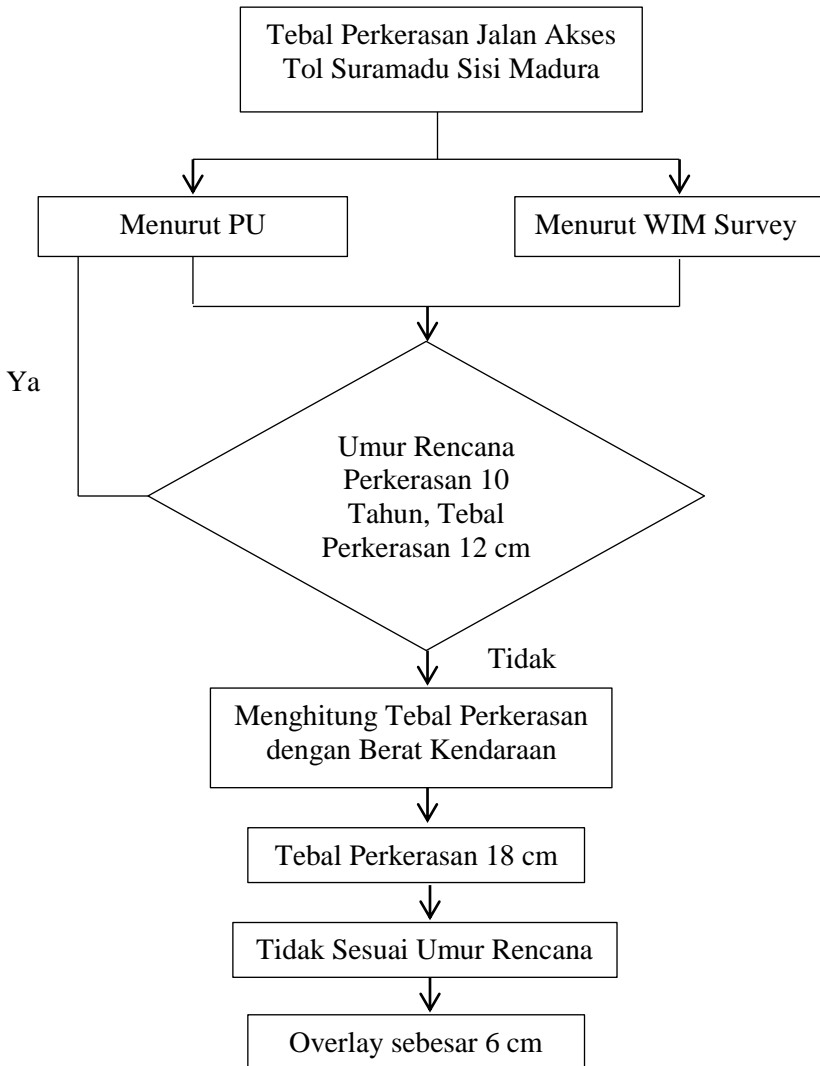 Tebal Perkerasan Jalan Akses
Tol Suramadu Sisi Madura
Menurut PU
Menurut WIM Survey
Ya
Umur Rencana
Perkerasan 10
Tahun, Tebal
Perkerasan 12 cm
Tidak
Menghitung Tebal Perkerasan
dengan Berat Kendaraan
Tebal Perkerasan 18 cm
Tidak Sesuai Umur Rencana
Overlay sebesar 6 cm